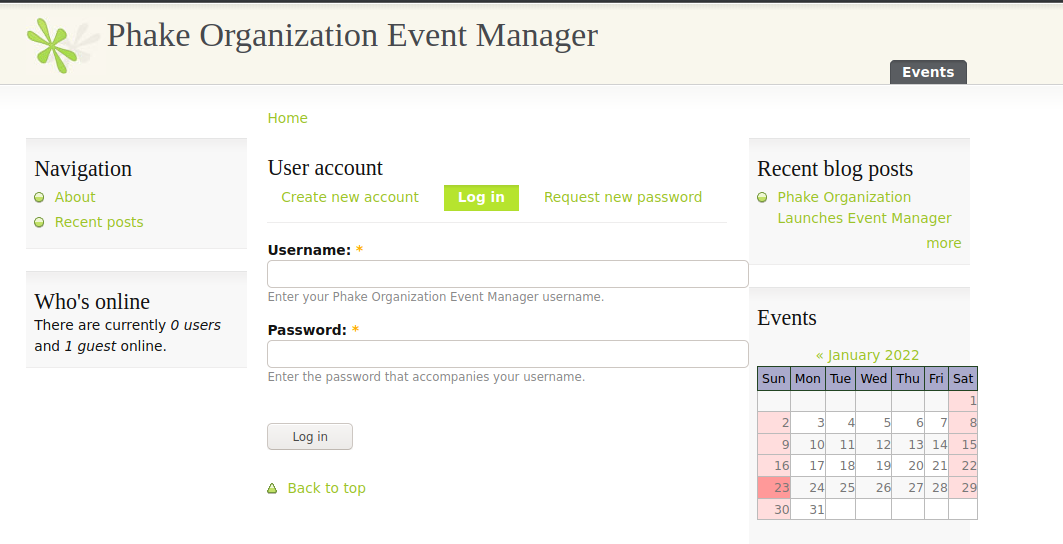 Phake Organization Event Manager
Events
Home
Navigation
About
Recent posts
Who's online
There are currently 0 users
and 1 guest online.
User account
Create new account Log in Request new password
Username: *
Enter your Phake Organization Event Manager username.
Password: *
Enter the password that accompanies your username.
Log in
Back to top
Recent blog posts
Phake Organization
Launches Event Manager
more
Events
« January 2022
Sun Mon Tue Wed Thu Fri Sat
1
2 3 4 5 6 7 8
9 10 11 12 13 14 15
16 17 18 19 20 21 22
23 24 25 26 27 28 29
30 31